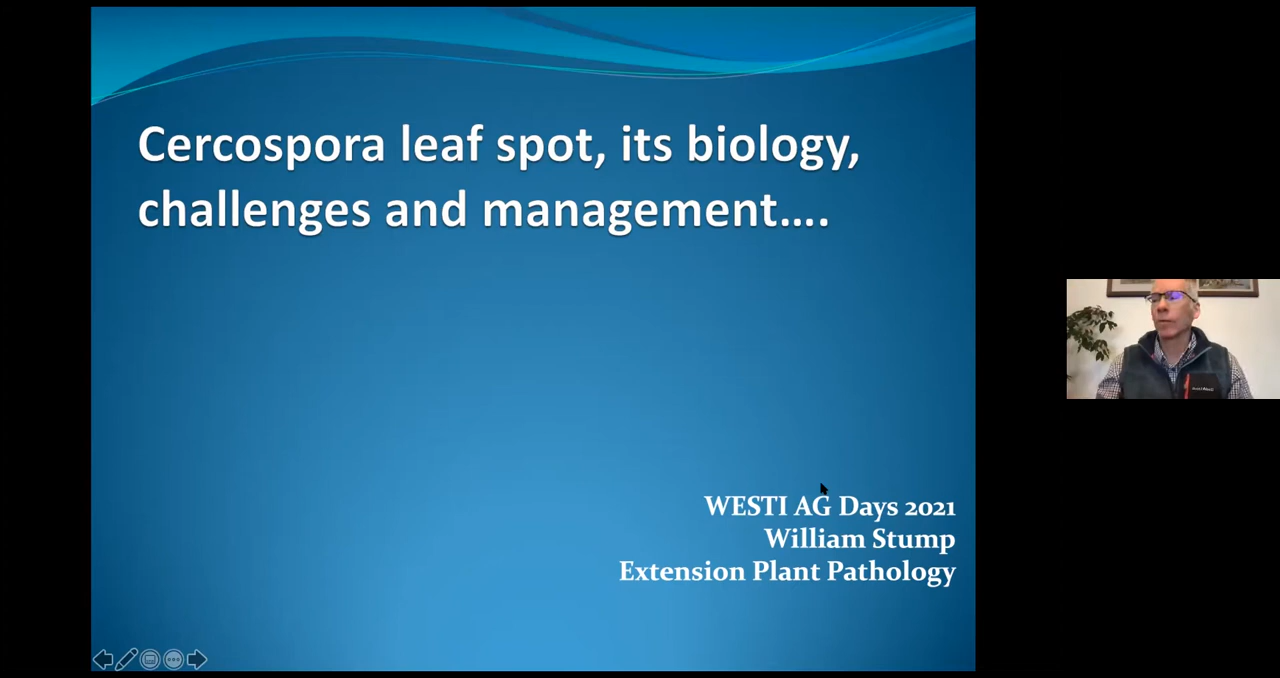 Cercospora leaf spot, its biology,
challenges and management….
WESTI AG Days 2021
William Stump
Extension Plant Pathology